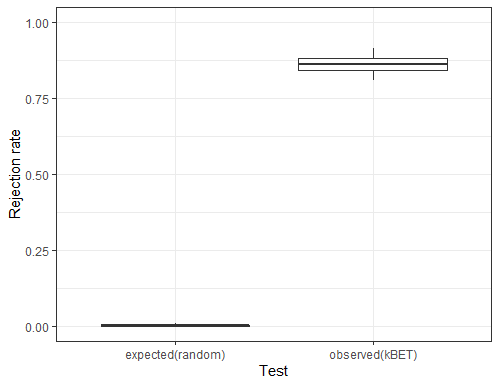 Rejection rate
1.00
0.75
0.50
0.25
0.00
expected(random)
observed(kBET)
Test